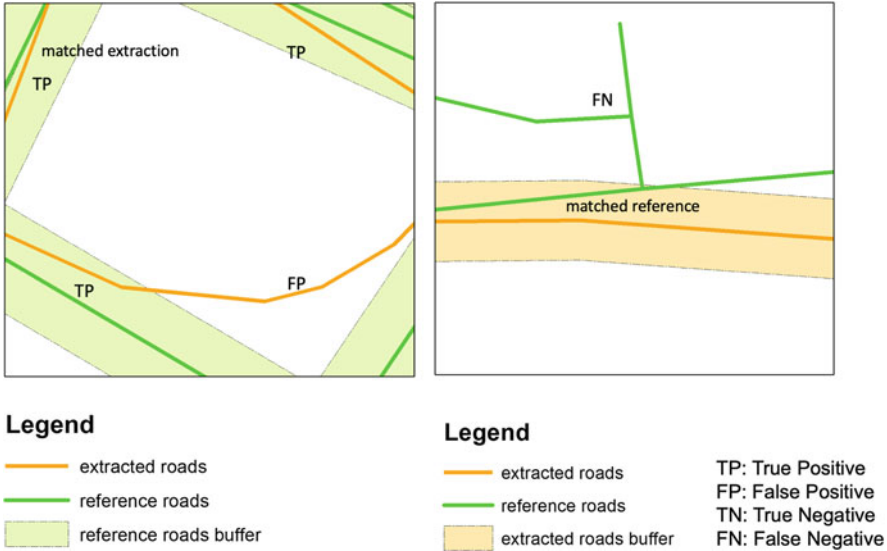 matched extraction
TP
TP
TP
FP
FN
matched reference
Legend
extracted roads
reference roads
reference roads buffer
Legend
extracted roads
reference roads
extracted roads buffer
TP: True Positive
FP: False Positive
TN: True Negative
FN: False Negative